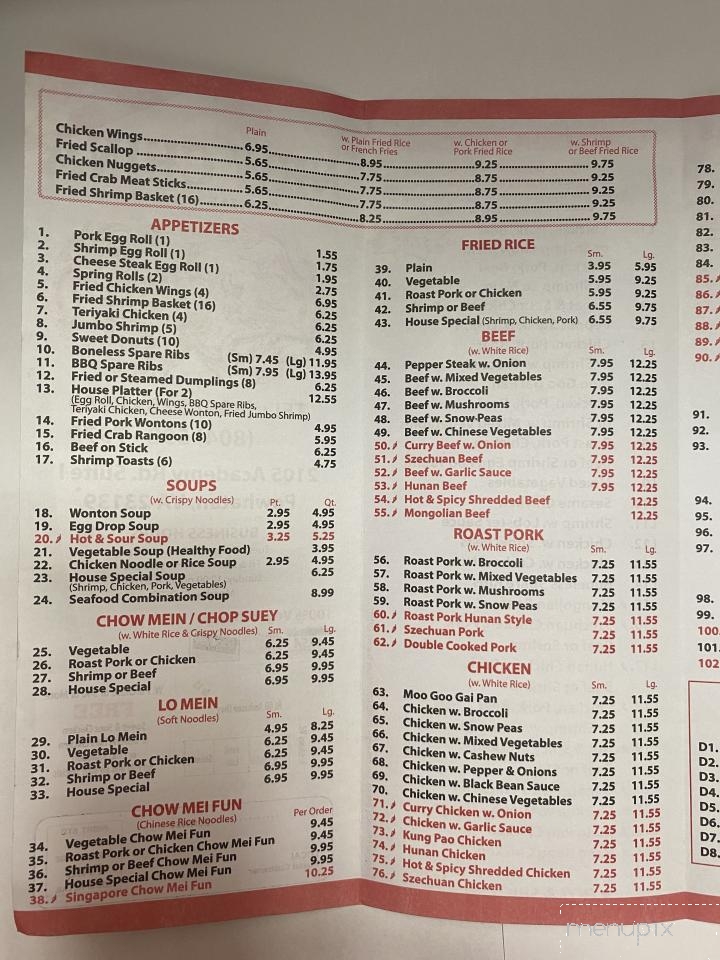 Plain w. Plain Fried Rice or French Fries w. Chicken or Pork Fried Rice w. Shrimp or Beef Fried Rice
Chicken Wings 6.95 8.95 9.25 9.75
Fried Scallop 5.65 7.75 8.75 9.25
Chicken Nuggets 5.65 7.75 8.75 9.25
Fried Crab Meat Sticks 5.65 7.75 8.75 9.25
Fried Shrimp Basket (16) 6.25 8.25 8.95 9.75
APPETIZERS
1. Pork Egg Roll (1) 1.55
2. Shrimp Egg Roll (1) 1.75
3. Cheese Steak Egg Roll (1) 1.95
4. Spring Rolls (2) 2.75
5. Fried Chicken Wings (4) 6.95
6. Fried Shrimp Basket (16) 6.25
7. Teriyaki Chicken (4) 6.25
8. Jumbo Shrimp (5) 6.25
9. Sweet Donuts (10) 4.95
10. Boneless Spare Ribs (Sm) 7.45 (Lg) 11.95
11. BBQ Spare Ribs (Sm) 7.95 (Lg) 13.95
12. Fried or Steamed Dumplings (8) 6.25
13. House Platter (For 2) 12.55
(Egg Roll, Chicken, Wings, BBQ Spare Ribs,
Teriyaki Chicken, Cheese Wonton, Fried Jumbo Shrimp)
14. Fried Pork Wontons (10) 4.95
15. Fried Crab Rangoon (8) 5.95
16. Beef on Stick 6.25
17. Shrimp Toasts (6) 4.75
SOUPS
(w. Crispy Noodles) Pt. Qt.
18. Wonton Soup 2.95 4.95
19. Egg Drop Soup 2.95 4.95
20. Hot & Sour Soup 3.25 5.25
21. Vegetable Soup (Healthy Food) 3.95
22. Chicken Noodle or Rice Soup 2.95 4.95
23. House Special Soup 6.25
(Shrimp, Chicken, Pork, Vegetables)
24. Seafood Combination Soup 8.99
CHOW MEIN / CHOP SUEY
(w. White Rice & Crispy Noodles) Sm. Lg.
25. Vegetable 6.25 9.45
26. Roast Pork or Chicken 6.25 9.45
27. Shrimp or Beef 6.95 9.95
28. House Special 6.95 9.95
LO MEIN
(Soft Noodles) Sm. Lg.
29. Plain Lo Mein 4.95 8.25
30. Vegetable 6.25 9.45
31. Roast Pork or Chicken 6.25 9.45
32. Shrimp or Beef 6.95 9.95
33. House Special 6.95 9.95
CHOW MEI FUN
(Chinese Rice Noodles) Per Order
34. Vegetable Chow Mei Fun 9.45
35. Roast Pork or Chicken Chow Mei Fun 9.45
36. Shrimp or Beef Chow Mei Fun 9.95
37. House Special Chow Mei Fun 9.95
38. Singapore Chow Mei Fun 10.25
FRIED RICE
Sm. Lg.
39. Plain 3.95 5.95
40. Vegetable 5.95 9.25
41. Roast Pork or Chicken 5.95 9.25
42. Shrimp or Beef 6.55 9.75
43. House Special (Shrimp, Chicken, Pork) 6.55 9.75
BEEF
(w. White Rice) Sm. Lg.
44. Pepper Steak w. Onion 7.95 12.25
45. Beef w. Mixed Vegetables 7.95 12.25
46. Beef w. Broccoli 7.95 12.25
47. Beef w. Mushrooms 7.95 12.25
48. Beef w. Snow-Peas 7.95 12.25
49. Beef w. Chinese Vegetables 7.95 12.25
50. Curry Beef w. Onion 7.95 12.25
51. Szechuan Beef 7.95 12.25
52. Beef w. Garlic Sauce 7.95 12.25
53. Hunan Beef 7.95 12.25
54. Hot & Spicy Shredded Beef 12.25
55. Mongolian Beef 12.25
ROAST PORK
(w. White Rice) Sm. Lg.
56. Roast Pork w. Broccoli 7.25 11.55
57. Roast Pork w. Mixed Vegetables 7.25 11.55
58. Roast Pork w. Mushrooms 7.25 11.55
59. Roast Pork w. Snow Peas 7.25 11.55
60. Roast Pork Hunan Style 7.25 11.55
61. Szechuan Pork 7.25 11.55
62. Double Cooked Pork 7.25 11.55
CHICKEN
(w. White Rice) Sm. Lg.
63. Moo Goo Gai Pan 7.25 11.55
64. Chicken w. Broccoli 7.25 11.55
65. Chicken w. Snow Peas 7.25 11.55
66. Chicken w. Mixed Vegetables 7.25 11.55
67. Chicken w. Cashew Nuts 7.25 11.55
68. Chicken w. Pepper & Onions 7.25 11.55
69. Chicken w. Black Bean Sauce 7.25 11.55
70. Chicken w. Chinese Vegetables 7.25 11.55
71. Curry Chicken w. Onion 7.25 11.55
72. Chicken w. Garlic Sauce 7.25 11.55
73. Kung Pao Chicken 7.25 11.55
74. Hunan Chicken 7.25 11.55
75. Hot & Spicy Shredded Chicken 7.25 11.55
76. Szechuan Chicken 7.25 11.55
78.
79.
80.
81.
82.
83.
84.
85.
86.
87.
88.
89.
90.
91.
92.
93.
94.
95.
96.
97.
98.
99.
100.
101.
102
D1.
D2.
D3.
D4.
D5.
D6.
D7.
D8.
menupix